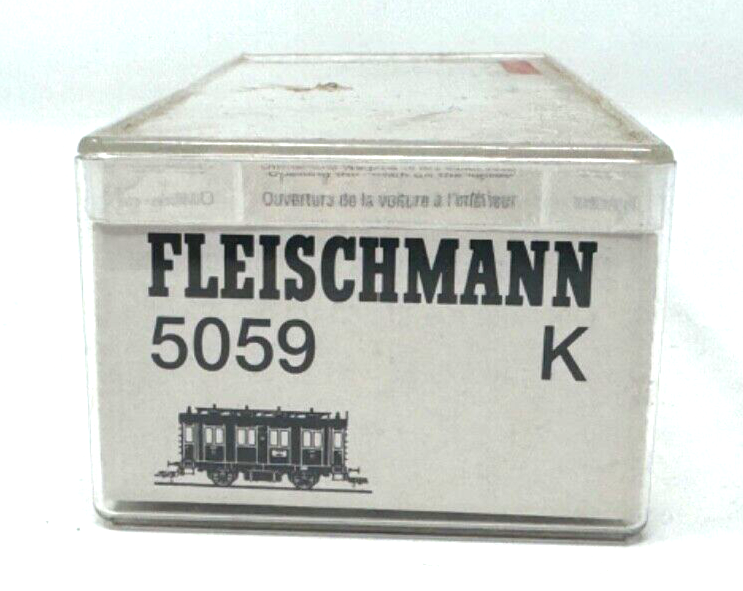 Ouverture de la voiture à l'intérieur
FLEISCHMANN
5059 K